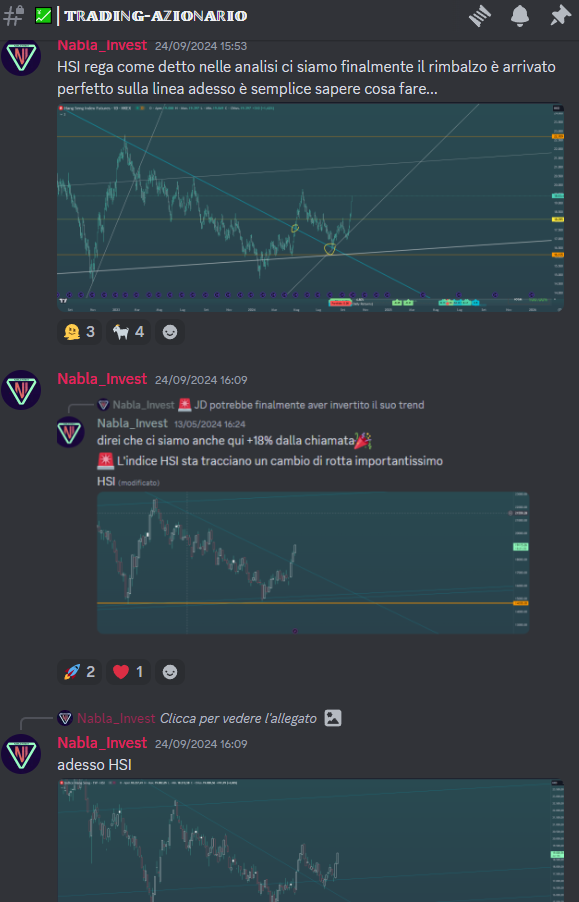 TRADING-AZIONARIO
Nabla_Invest 24/09/2024 15:53
HSI rega come detto nelle analisi ci siamo finalmente il rimbalzo è arrivato
perfetto sulla linea adesso è semplice sapere cosa fare...
3 4
Nabla_Invest 24/09/2024 16:09
Nabla_Invest 🚨 JD potrebbe finalmente aver invertito il suo trend
Nabla_Invest 13/05/2024 16:24
direi che ci siamo anche qui +18% dalla chiamata🎉
🚨 L'indice HSI sta tracciano un cambio di rotta importantissimo
HSI (modificato)
2 1
Nabla_Invest Clicca per vedere l'allegato
Nabla_Invest 24/09/2024 16:09
adesso HSI